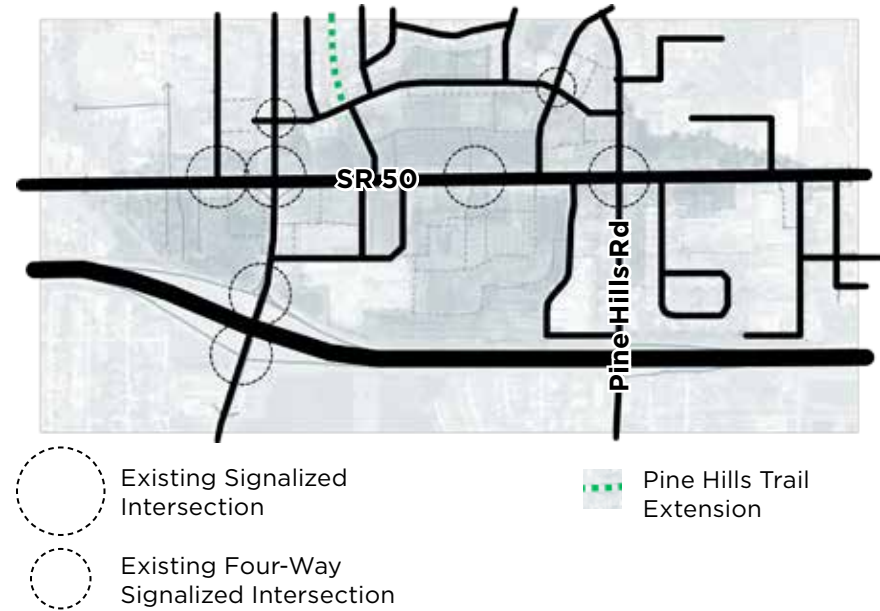 SR 50
Pine Hills Rd
Existing Signalized
Intersection
Existing Four-Way
Signalized Intersection
Pine Hills Trail
Extension